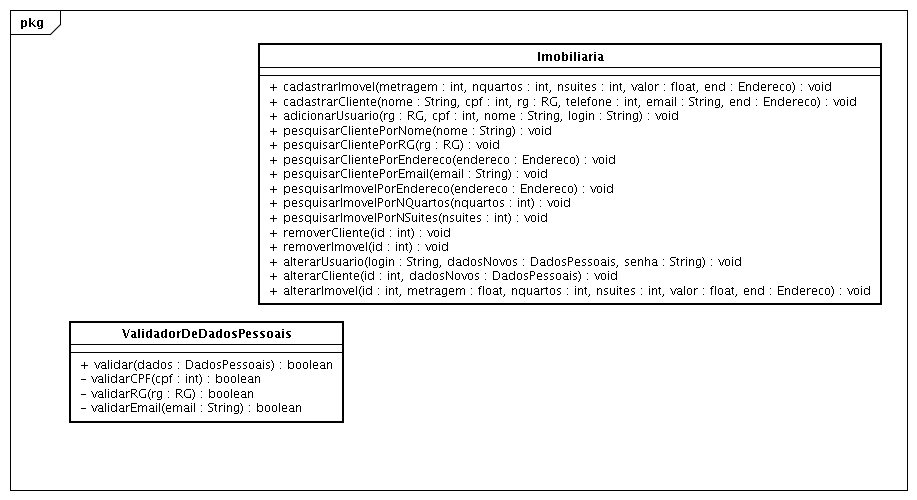 pkg
Imobiliaria
+ cadastrarImovel(metragem : int, nquartos : int, nsuites : int, valor : float, end : Endereco) : void
+ cadastrarCliente(nome : String, cpf : int, rg : RG, telefone : int, email : String, end : Endereco) : void
+ adicionarUsuario(rg : RG, cpf : int, nome : String, login : String) : void
+ pesquisarClientePorNome(nome : String) : void
+ pesquisarClientePorRG(rg : RG) : void
+ pesquisarClientePorEndereco(endereco : Endereco) : void
+ pesquisarClientePorEmail(email : String) : void
+ pesquisarImovelPorEndereco(endereco : Endereco) : void
+ pesquisarImovelPorNQuartos(nquartos : int) : void
+ pesquisarImovelPorNSuites(nsuites : int) : void
+ removerCliente(id : int) : void
+ removerImovel(id : int) : void
+ alterarUsuario(login : String, dadosNovos : DadosPessoais, senha : String) : void
+ alterarCliente(id : int, dadosNovos : DadosPessoais) : void
+ alterarImovel(id : int, metragem : float, nquartos : int, nsuites : int, valor : float, end : Endereco) : void
ValidadorDeDadosPessoais
+ validar(dados : DadosPessoais) : boolean
- validarCPF(cpf : int) : boolean
- validarRG(rg : RG) : boolean
- validarEmail(email : String) : boolean